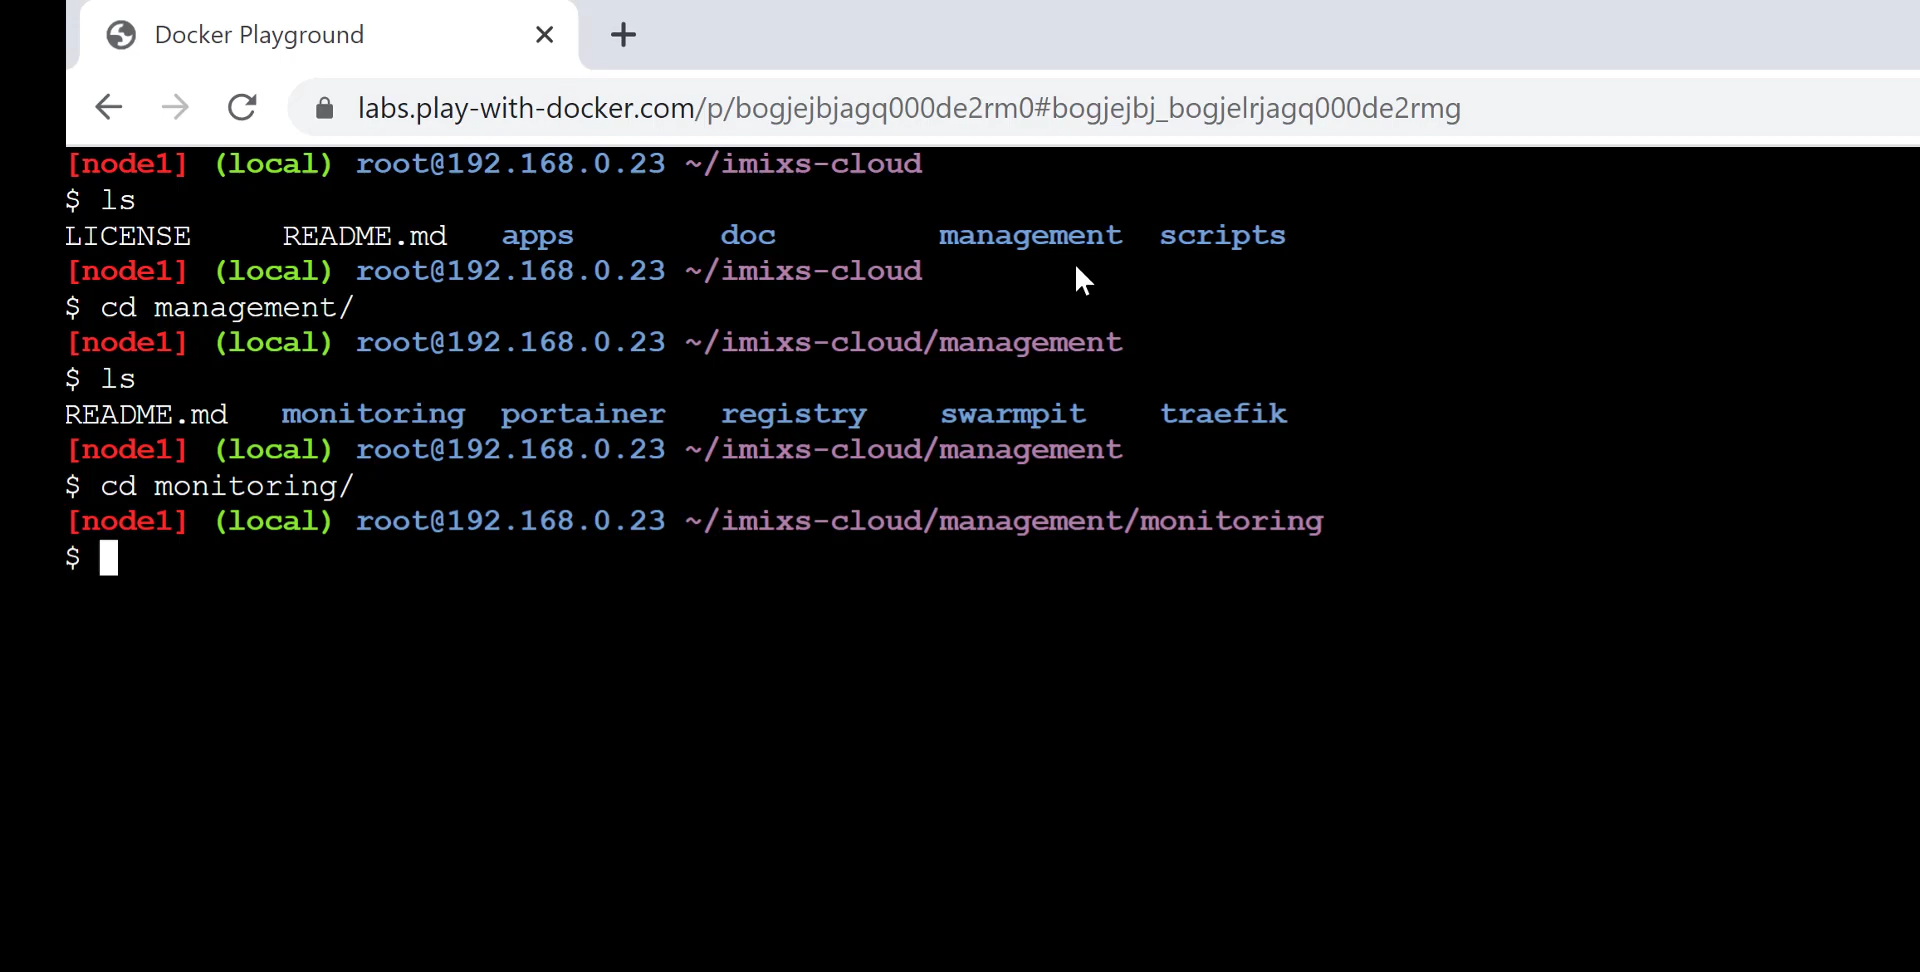 Docker Playground
labs.play-with-docker.com/p/bogjejbjagq000de2rm0#bogjejbj_bogjelrjagq000de2rmg
[node1] (local) root@192.168.0.23 ~/imixs-cloud
$ ls
LICENSE README.md apps doc management scripts
[node1] (local) root@192.168.0.23 ~/imixs-cloud
$ cd management/
[node1] (local) root@192.168.0.23 ~/imixs-cloud/management
$ ls
README.md monitoring portainer registry swarmpit traefik
[node1] (local) root@192.168.0.23 ~/imixs-cloud/management
$ cd monitoring/
[node1] (local) root@192.168.0.23 ~/imixs-cloud/management/monitoring
$